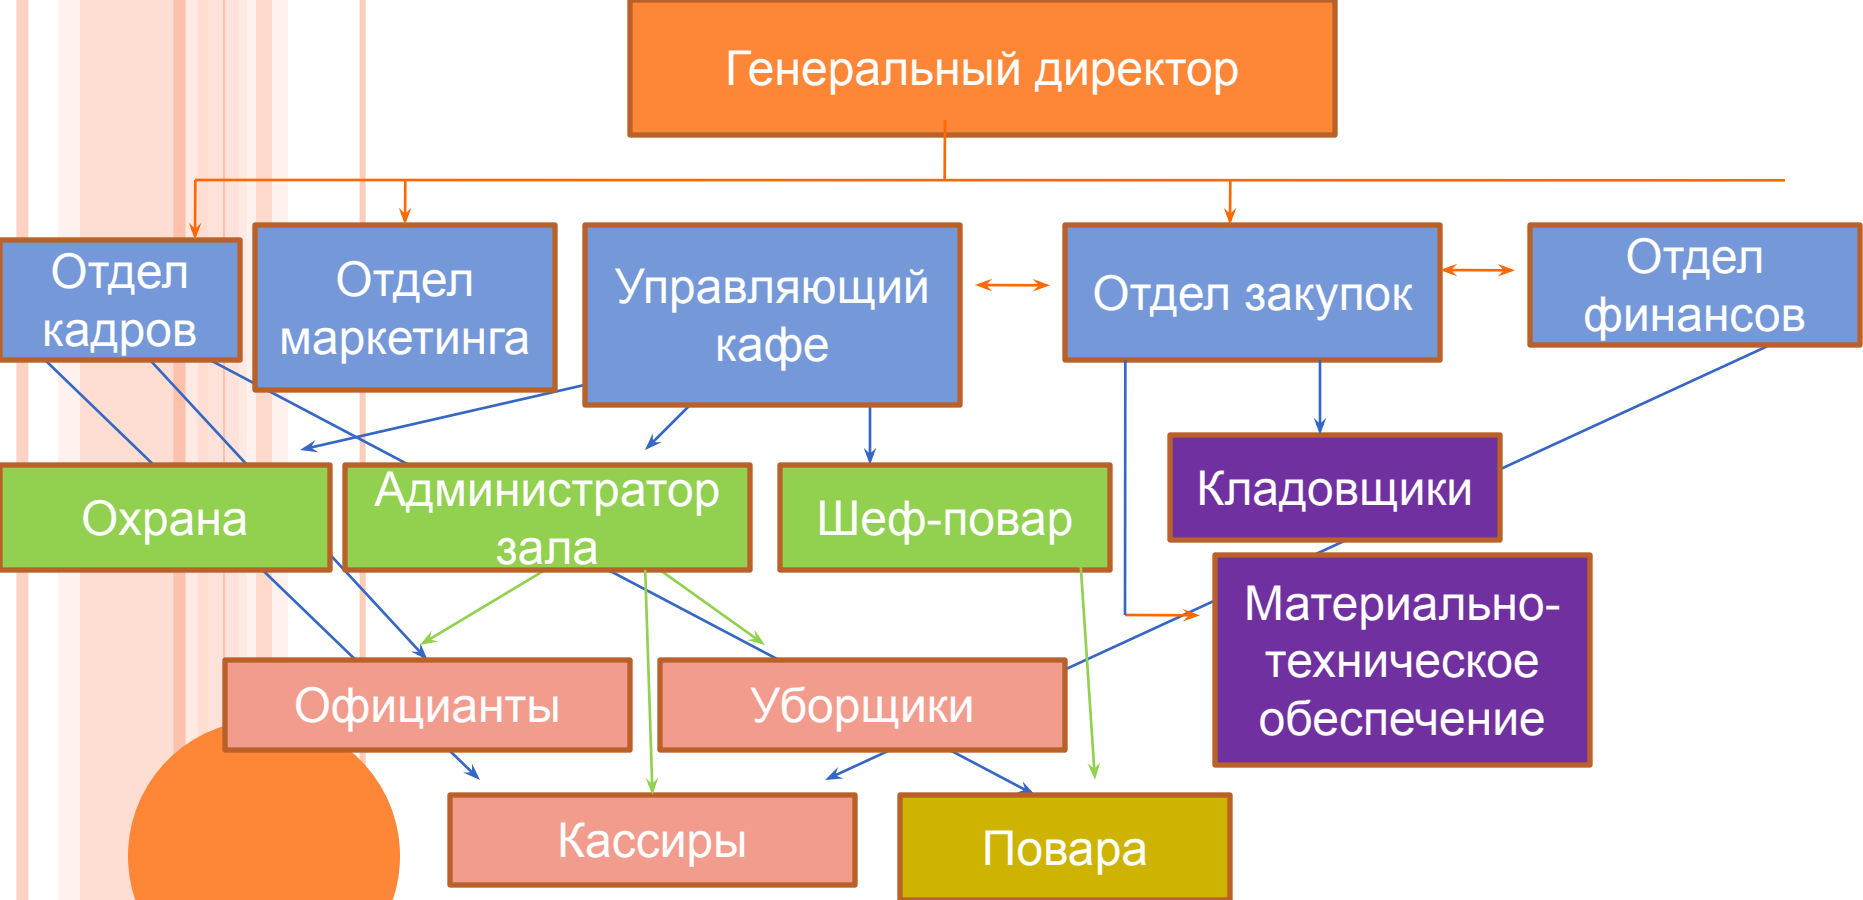 Генеральный директор
Отдел
кадров
Отдел
маркетинга
Управляющий
кафе
Отдел закупок
Отдел
финансов
Охрана
Администратор
зала
Шеф-повар
Кладовщики
Материально-
техническое
обеспечение
Официанты
Уборщики
Кассиры
Повара